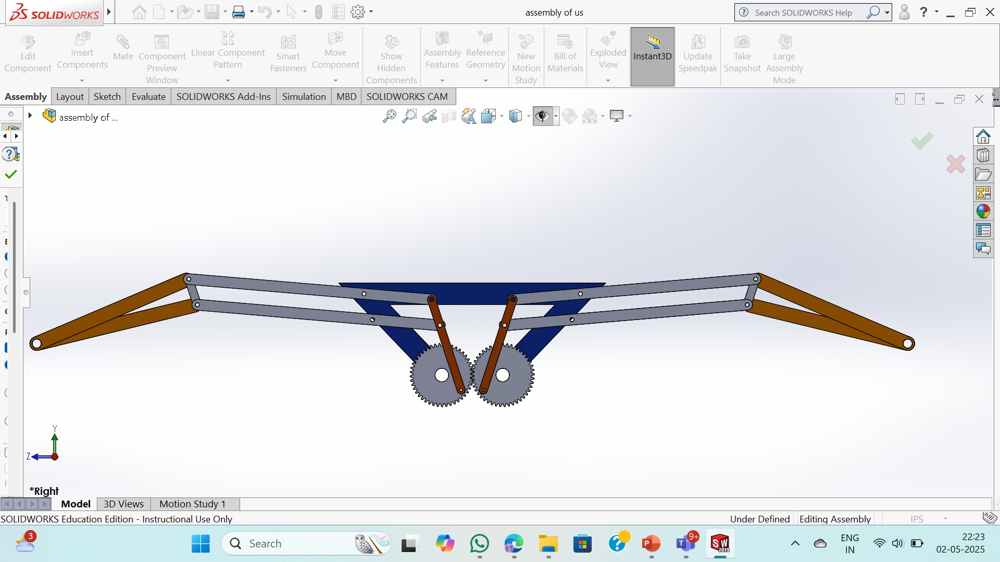 SOLIDWORKS
assembly of us
Search SOLIDWORKS Help
Edit Component
Insert Components
Mate
Component Preview Window
Linear Component Pattern
Smart Fasteners
Move Component
Show Hidden Components
Assembly Features
Reference Geometry
New Motion Study
Bill of Materials
Exploded View
Instant3D
Update Speedpak
Take Snapshot
Large Assembly Mode
Assembly
Layout
Sketch
Evaluate
SOLIDWORKS Add-Ins
Simulation
MBD
SOLIDWORKS CAM
assembly of ...
Y
Z
*Right
Model
3D Views
Motion Study 1
SOLIDWORKS Education Edition - Instructional Use Only
Under Defined
Editing Assembly
IPS
3
Search
9+
SW
2019
ENG
IN
22:23
02-05-2025